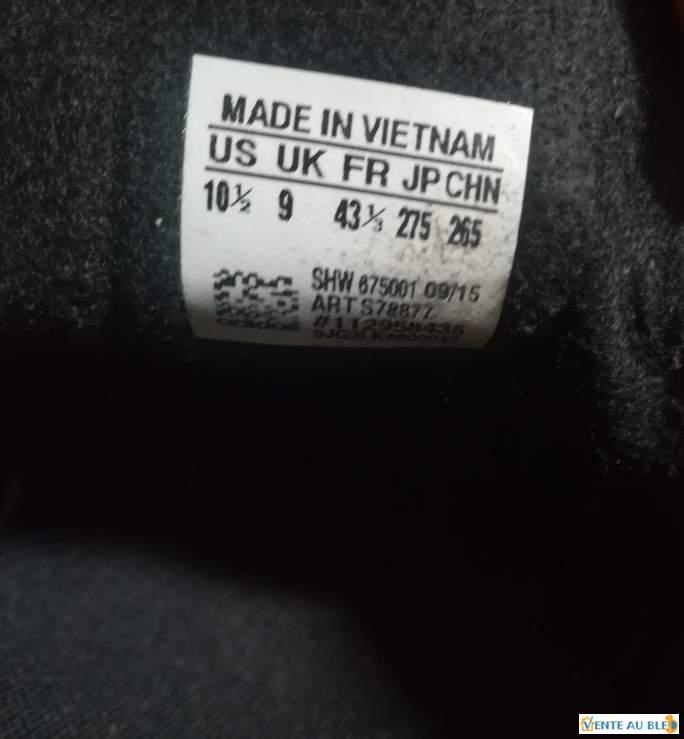 MADE IN VIETNAM
US UK FR JP CHN
10½ 9 43⅓ 275 265
SHW 675001 09/15
ART S78877
#112958435
VENTE AU BLED